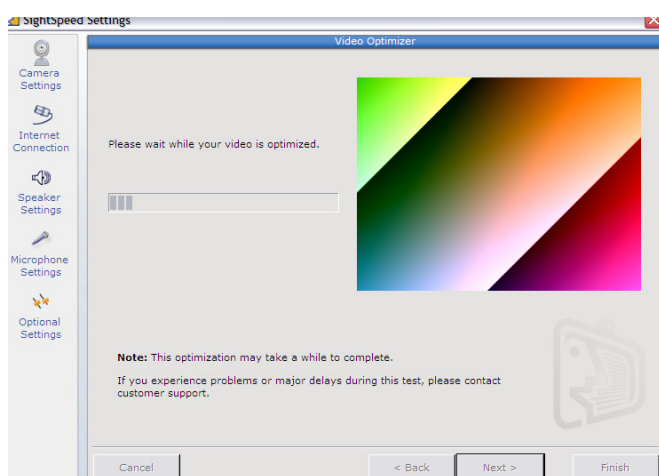 SightSpeed Settings
Video Optimizer
Camera
Settings
Internet
Connection
Speaker
Settings
Microphone
Settings
Optional
Settings
Please wait while your video is optimized.
Note: This optimization may take a while to complete.
If you experience problems or major delays during this test, please contact
customer support.
Cancel
< Back
Next >
Finish